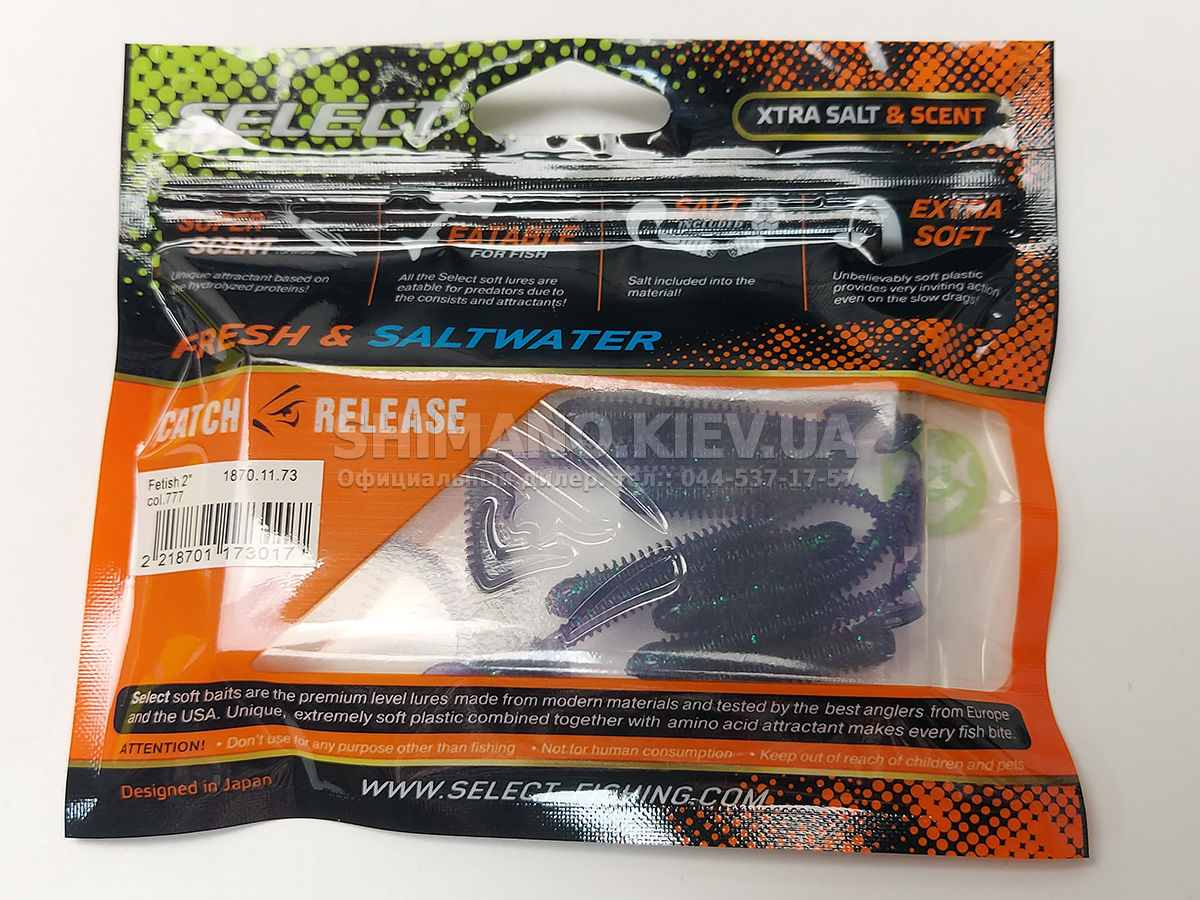 SELECT
XTRA SALT & SCENT
SUPER
SCENT
Unique attractant based on
the hydrolyzed proteins!
EATABLE
FOR FISH
All the Select soft lures are
eatable for predators due to
the consists and attractants!
SALT
INCLUDED
Salt included into the
material!
EXTRA
SOFT
Unbelievably soft plastic
provides very inviting action
even on the slow drags!
FRESH & SALTWATER
CATCH RELEASE
SHIMANO.KIEV.UA
Официальный дилер. тел.: 044-537-17-57
Fetish 2" 1870.11.73
col.777
2 218701 173017
Select soft baits are the premium level lures made from modern materials and tested by the best anglers from Europe
and the USA. Unique, extremely soft plastic combined together with amino acid attractant makes every fish bite.
ATTENTION! • Don't use for any purpose other than fishing • Not for human consumption • Keep out of reach of children and pets
Designed in Japan
WWW.SELECT-FISHING.COM